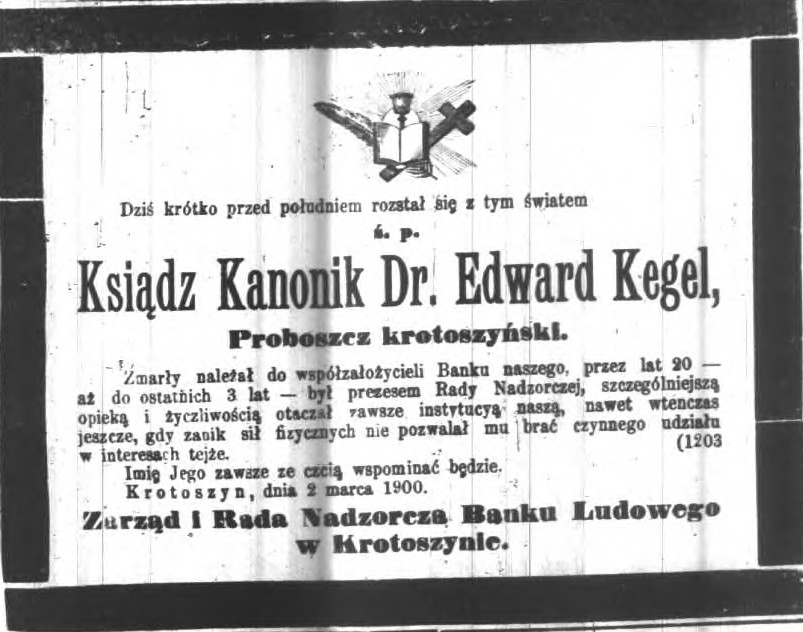 Dziś krótko przed południem rozstał się z tym światem
ś. p.
Ksiądz Kanonik Dr. Edward Kegel,
Proboszcz krotoszyński.
Zmarły należał do współzałożycieli Banku naszego, przez lat 20 —
aż do ostatnich 3 lat — był prezesem Rady Nadzorczej, szczególniejszą
opieką i życzliwością otaczał zawsze instytucyą naszą, nawet wtenczas
jeszcze, gdy zanik sił fizycznych nie pozwalał mu brać czynnego udziału
w interesach tejże. (1203
Imię Jego zawsze ze czcią wspominać będzie.
Krotoszyn, dnia 2 marca 1900.
Zarząd i Rada Nadzorcza Banku Ludowego
w Krotoszynie.